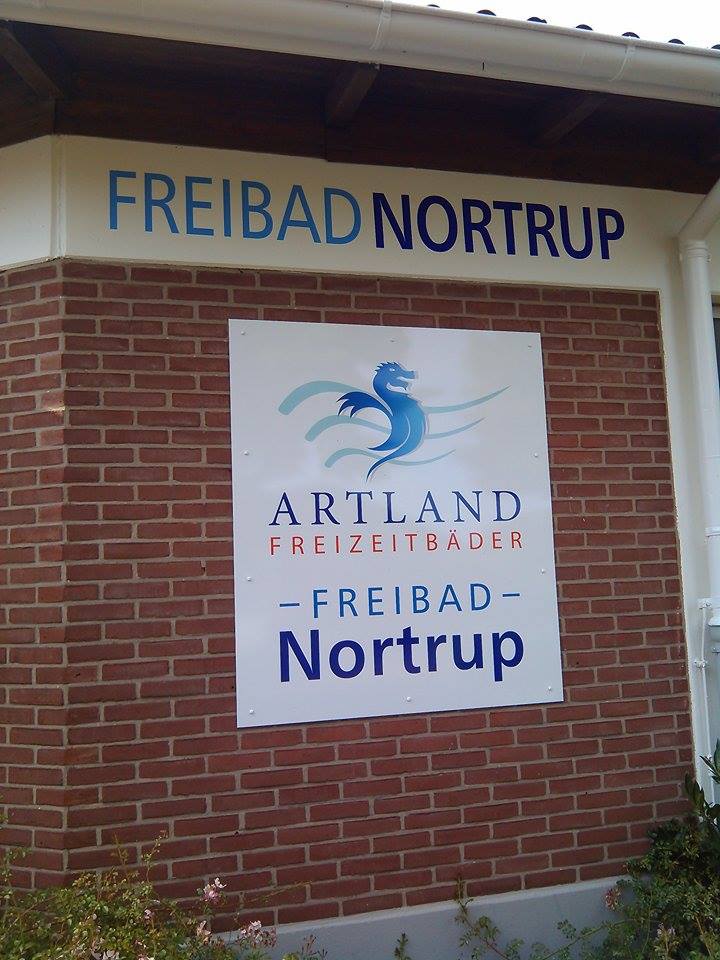 FREIBAD NORTRUP
ARTLAND
FREIZEITBÄDER
– FREIBAD –
Nortrup